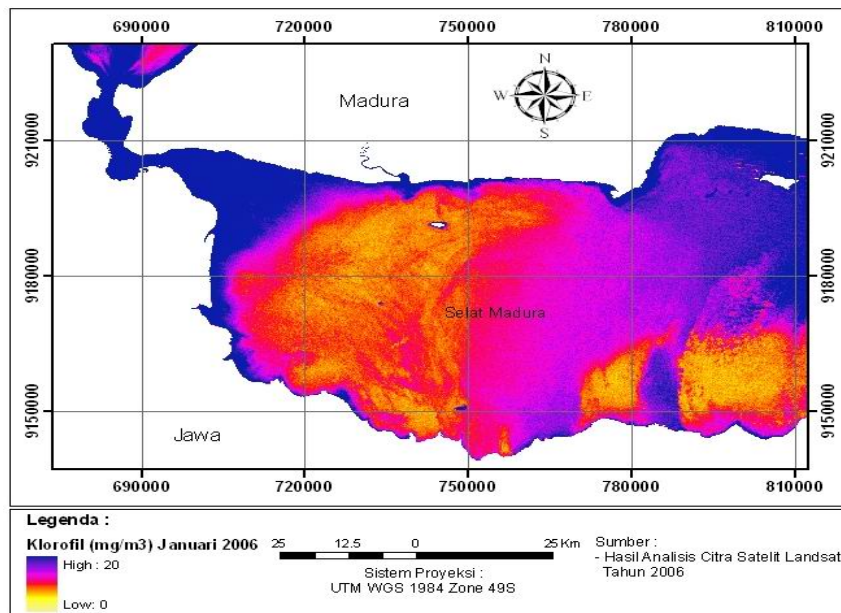 690000 720000 750000 780000 810000
N
W E
S
Madura
9210000 9210000
9180000 9180000
Selat Madura
9150000 9150000
Jawa
690000 720000 750000 780000 810000
Legenda :
Klorofil (mg/m3) Januari 2006
High : 20
Low: 0
25 12.5 0 25 Km
Sistem Proyeksi :
UTM WGS 1984 Zone 49S
Sumber :
- Hasil Analisis Citra Satelit Landsat
Tahun 2006